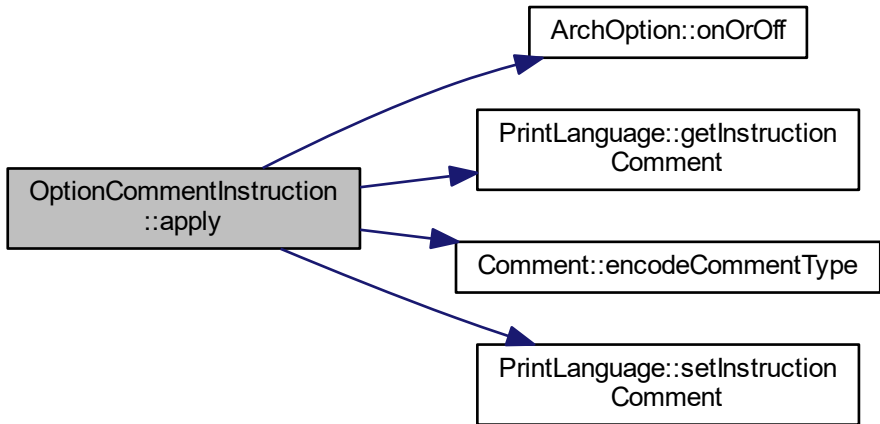 ArchOption::onOrOff
PrintLanguage::getInstruction
Comment
OptionCommentInstruction
::apply
Comment::encodeCommentType
PrintLanguage::setInstruction
Comment